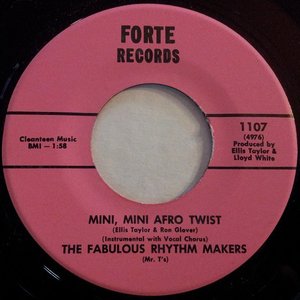 FORTE
RECORDS
Cleanteen Music
BMI - 1:58
1107
(4976)
Produced by
Ellis Taylor &
Lloyd White
MINI, MINI AFRO TWIST
(Ellis Taylor & Ron Glover)
(Instrumental with Vocal Chorus)
THE FABULOUS RHYTHM MAKERS
(Mr. T's)